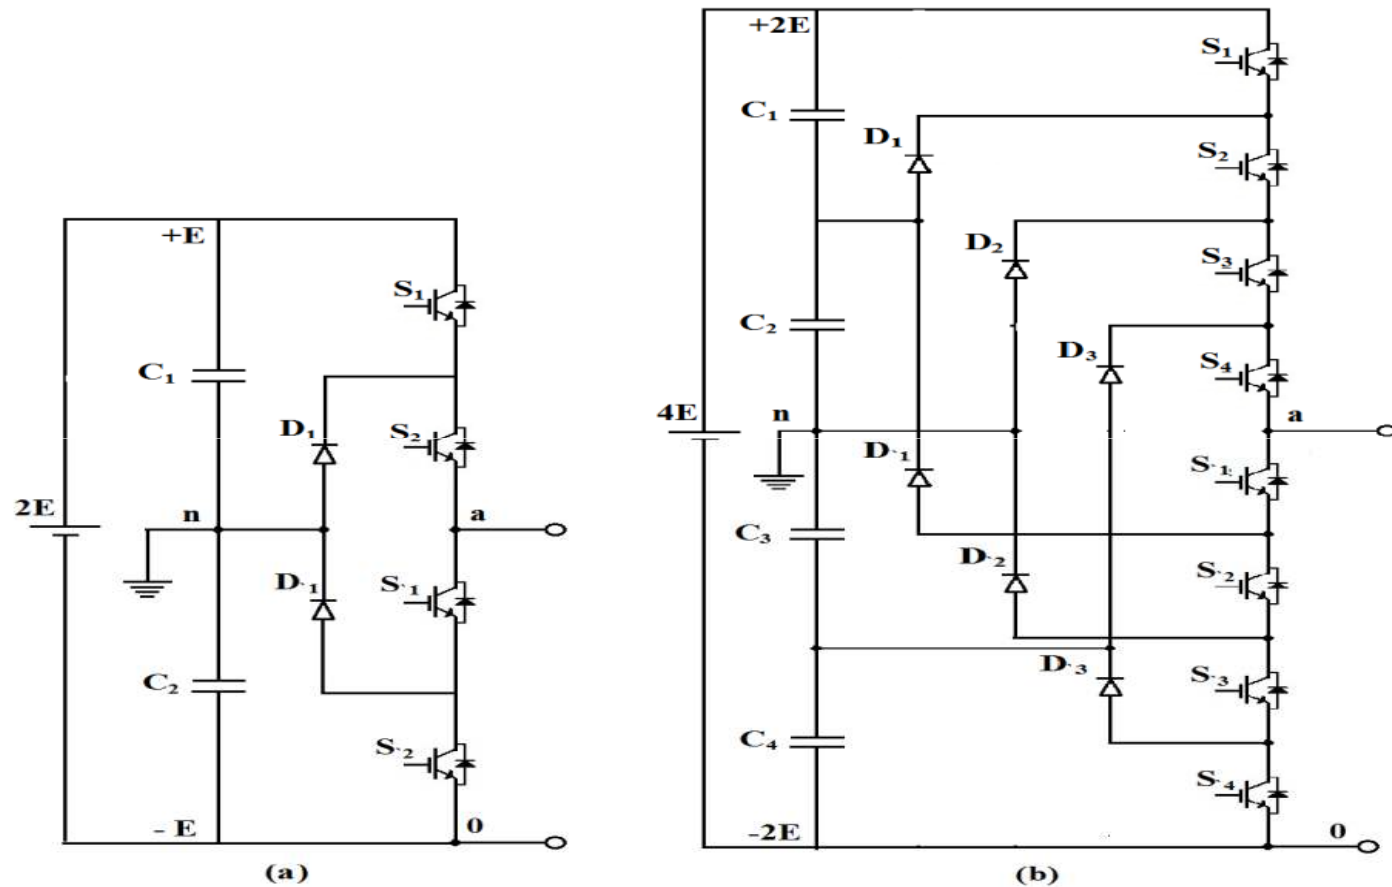 +E
S₁
C₁
D₁
S₂
2E
n
a
D`1
S`1
C₂
S`2
- E
0
(a)
+2E
S₁
C₁
D₁
S₂
D₂
S₃
C₂
D₃
S₄
4E
n
a
D`1
S`1
C₃
D`2
S`2
D`3
S`3
C₄
S`4
-2E
0
(b)